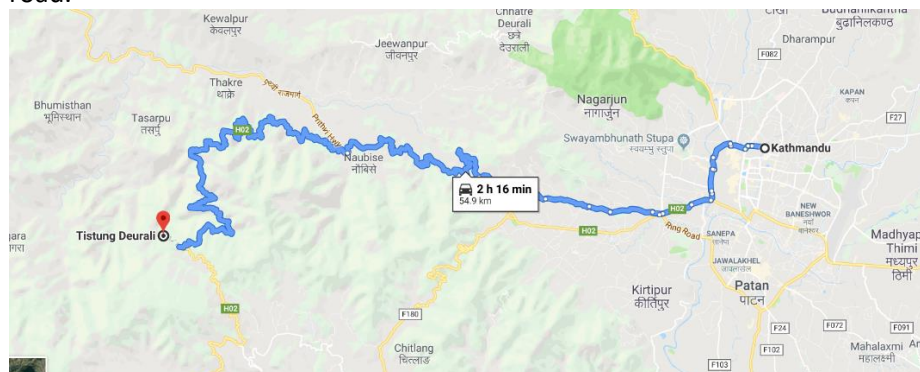 road.
Kewalpur
केवलपुर
Chhatre
Deurali
छत्रे
देउराली
बुढानिलकण्ठ
Dharampur
F082
Jeewanpur
जीवनपुर
Thakre
थाक्रे
पृथ्वी राजमार्ग
Prithvi Hwy
Bhumisthan
भूमिस्थान
Tasarpu
तसर्पु
H02
Nagarjun
नागार्जुन
KAPAN
कपन
F27
Swayambhunath Stupa
स्वयम्भु स्तुप
Kathmandu
Naubise
नौबिसे
2 h 16 min
54.9 km
Tistung Deurali
H02
H02
Ring Road
NEW
BANESHWOR
नयाँ
बानेश्वोर
SANEPA
सानेपा
Madhyap
Thimi
मध्यपुर
ठिमी
JAWALAKHEL
जावलाखेल
Kirtipur
कीर्तिपुर
Patan
पाटन
H02
F180
F24
F072
F091
F102
F103
Chitlang
चित्लाङ
Mahalaxmi
महालक्ष्मी